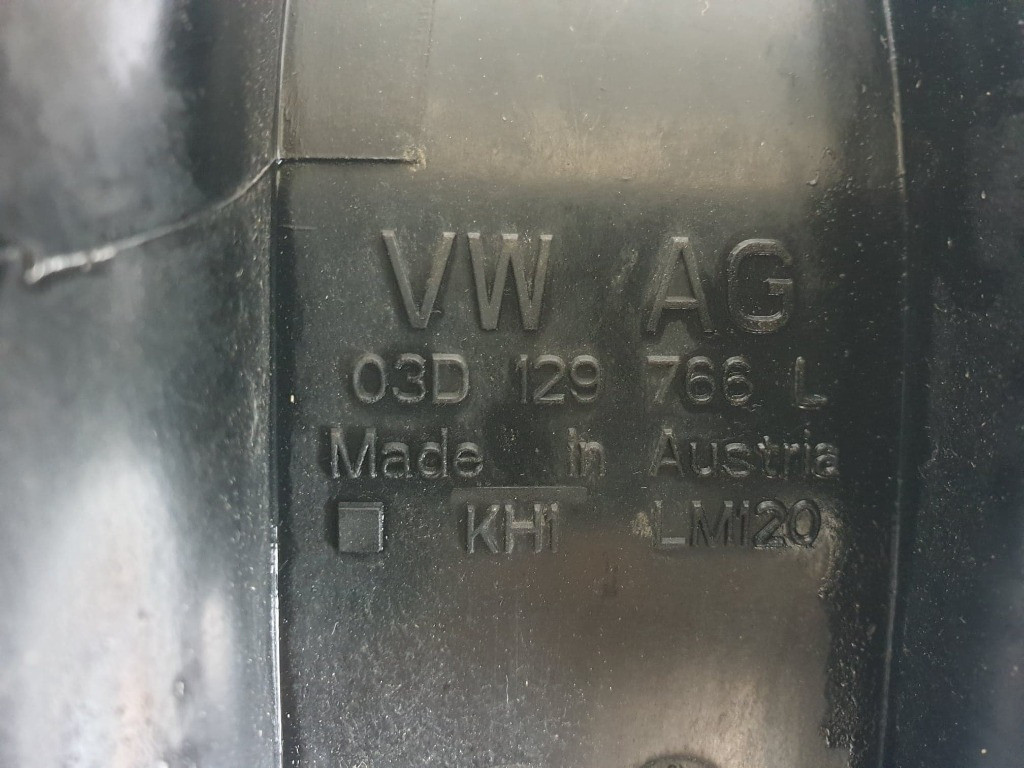 VW AG
03D 129 766 L
Made in Austria
KH1 LM120